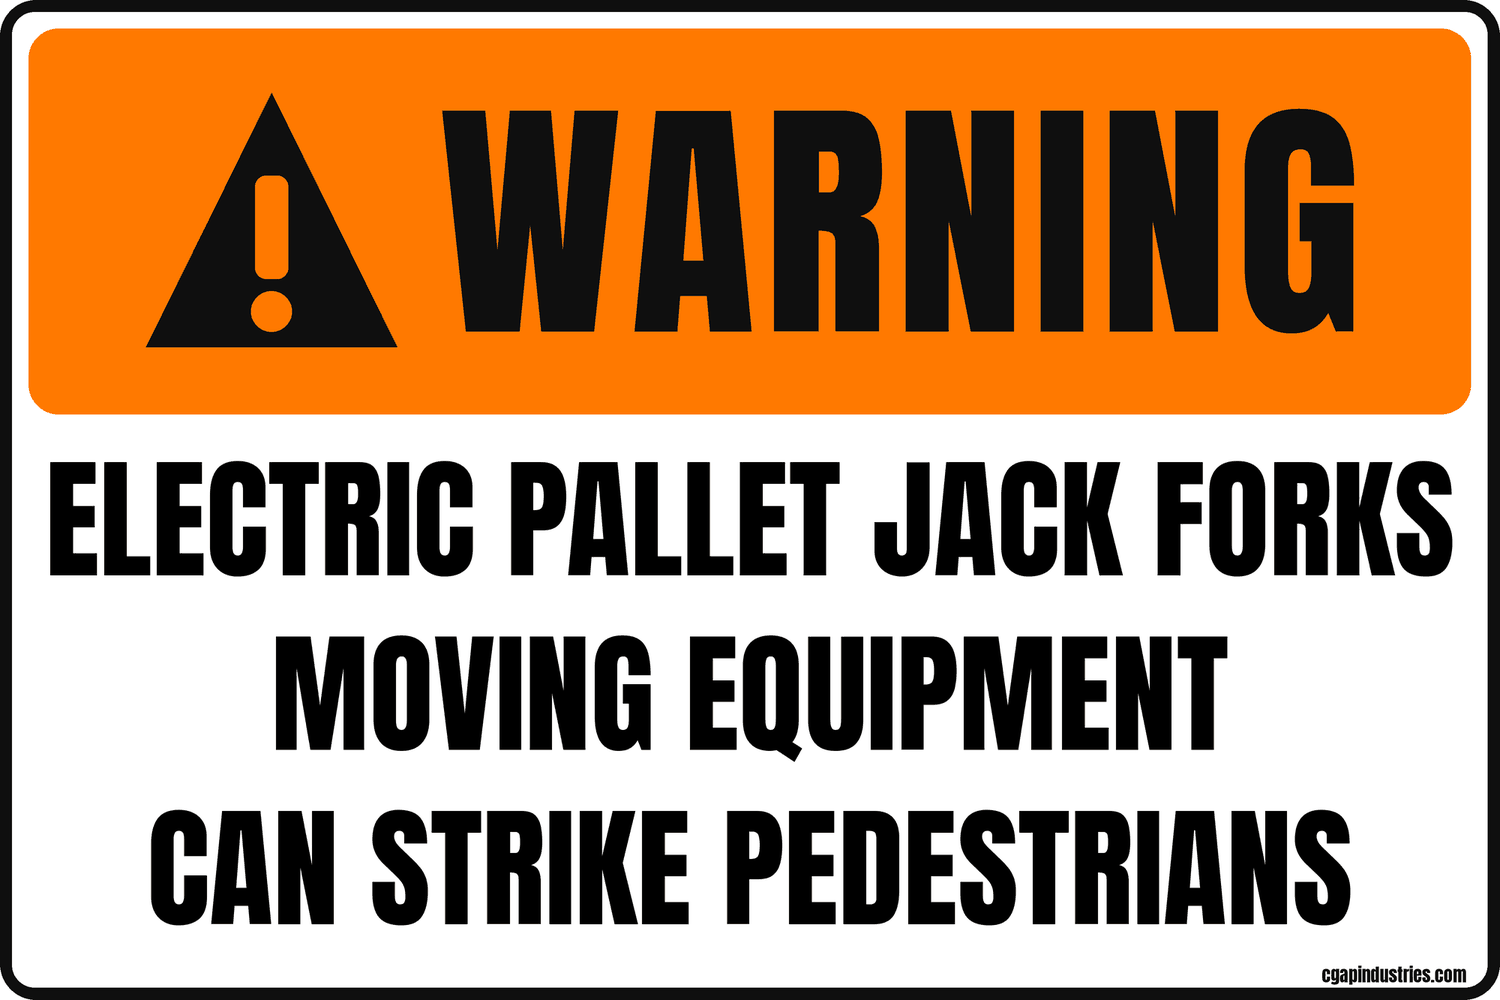 WARNING
ELECTRIC PALLET JACK FORKS
MOVING EQUIPMENT
CAN STRIKE PEDESTRIANS
cgapindustries.com